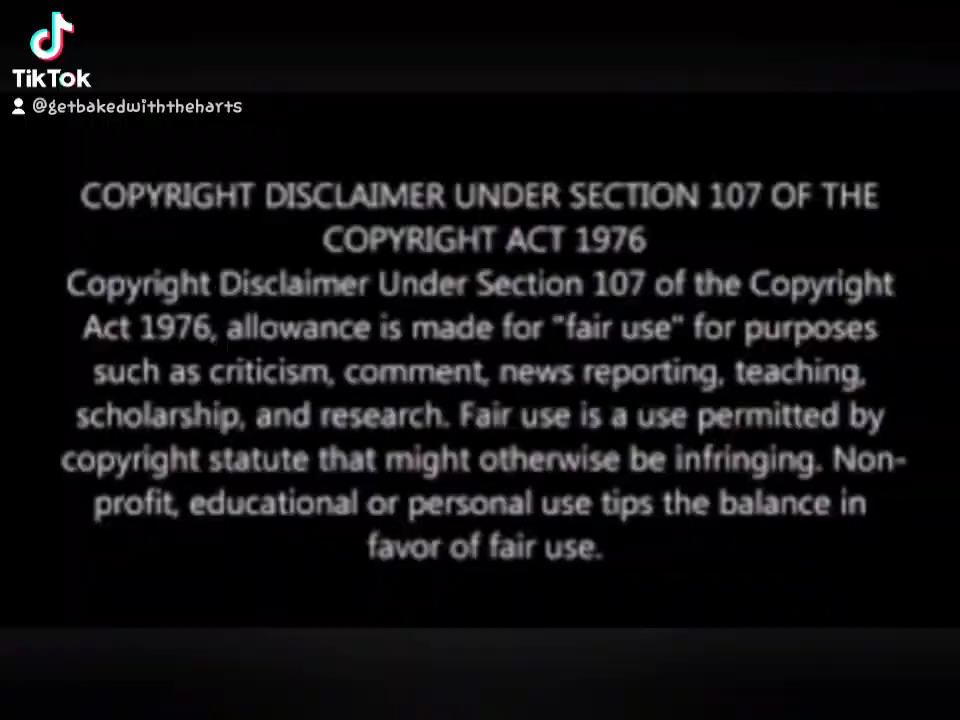 TikTok
@getbakedwiththeharts
COPYRIGHT DISCLAIMER UNDER SECTION 107 OF THE
COPYRIGHT ACT 1976
Copyright Disclaimer Under Section 107 of the Copyright
Act 1976, allowance is made for "fair use" for purposes
such as criticism, comment, news reporting, teaching,
scholarship, and research. Fair use is a use permitted by
copyright statute that might otherwise be infringing. Non-
profit, educational or personal use tips the balance in
favor of fair use.